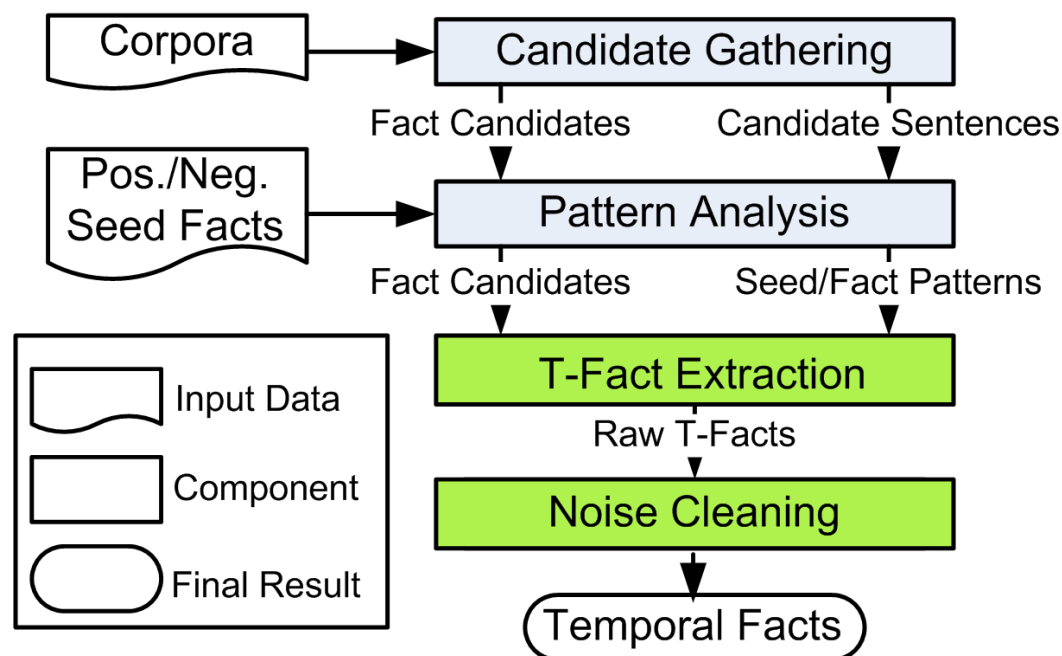 Corpora
Candidate Gathering
Fact Candidates
Candidate Sentences
Pos./Neg.
Seed Facts
Pattern Analysis
Fact Candidates
Seed/Fact Patterns
T-Fact Extraction
Raw T-Facts
Noise Cleaning
Temporal Facts
Input Data
Component
Final Result